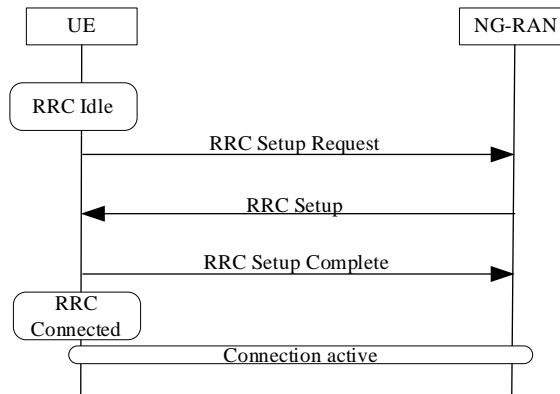 UE
NG-RAN
RRC Idle
RRC Setup Request
RRC Setup
RRC Setup Complete
RRC
Connected
Connection active